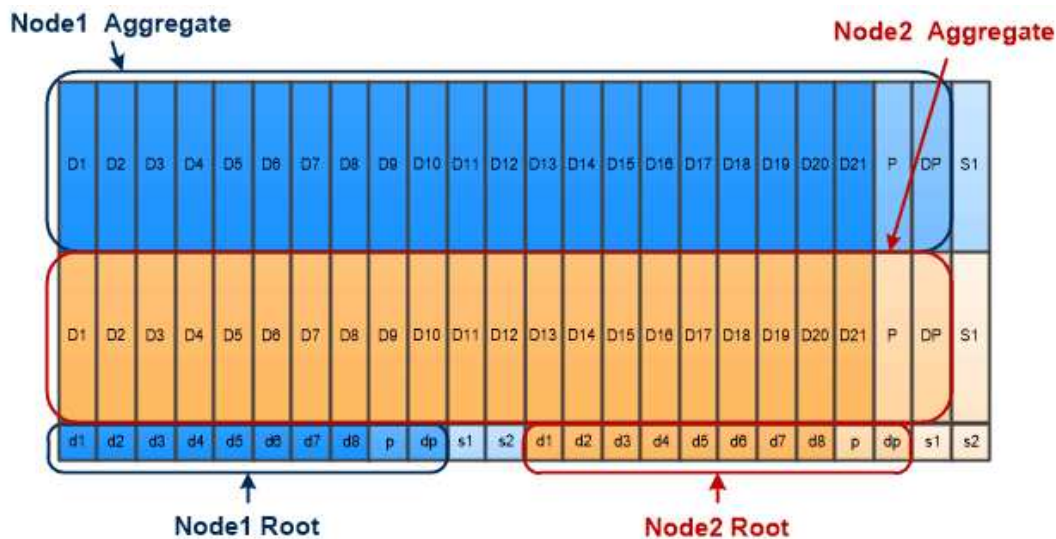 Node1 Aggregate
Node2 Aggregate
D1 D2 D3 D4 D5 D6 D7 D8 D9 D10 D11 D12 D13 D14 D15 D16 D17 D18 D19 D20 D21 P DP S1
D1 D2 D3 D4 D5 D6 D7 D8 D9 D10 D11 D12 D13 D14 D15 D16 D17 D18 D19 D20 D21 P DP S1
d1 d2 d3 d4 d5 d6 d7 d8 p dp s1 s2 d1 d2 d3 d4 d5 d6 d7 d8 p dp s1 s2
Node1 Root
Node2 Root